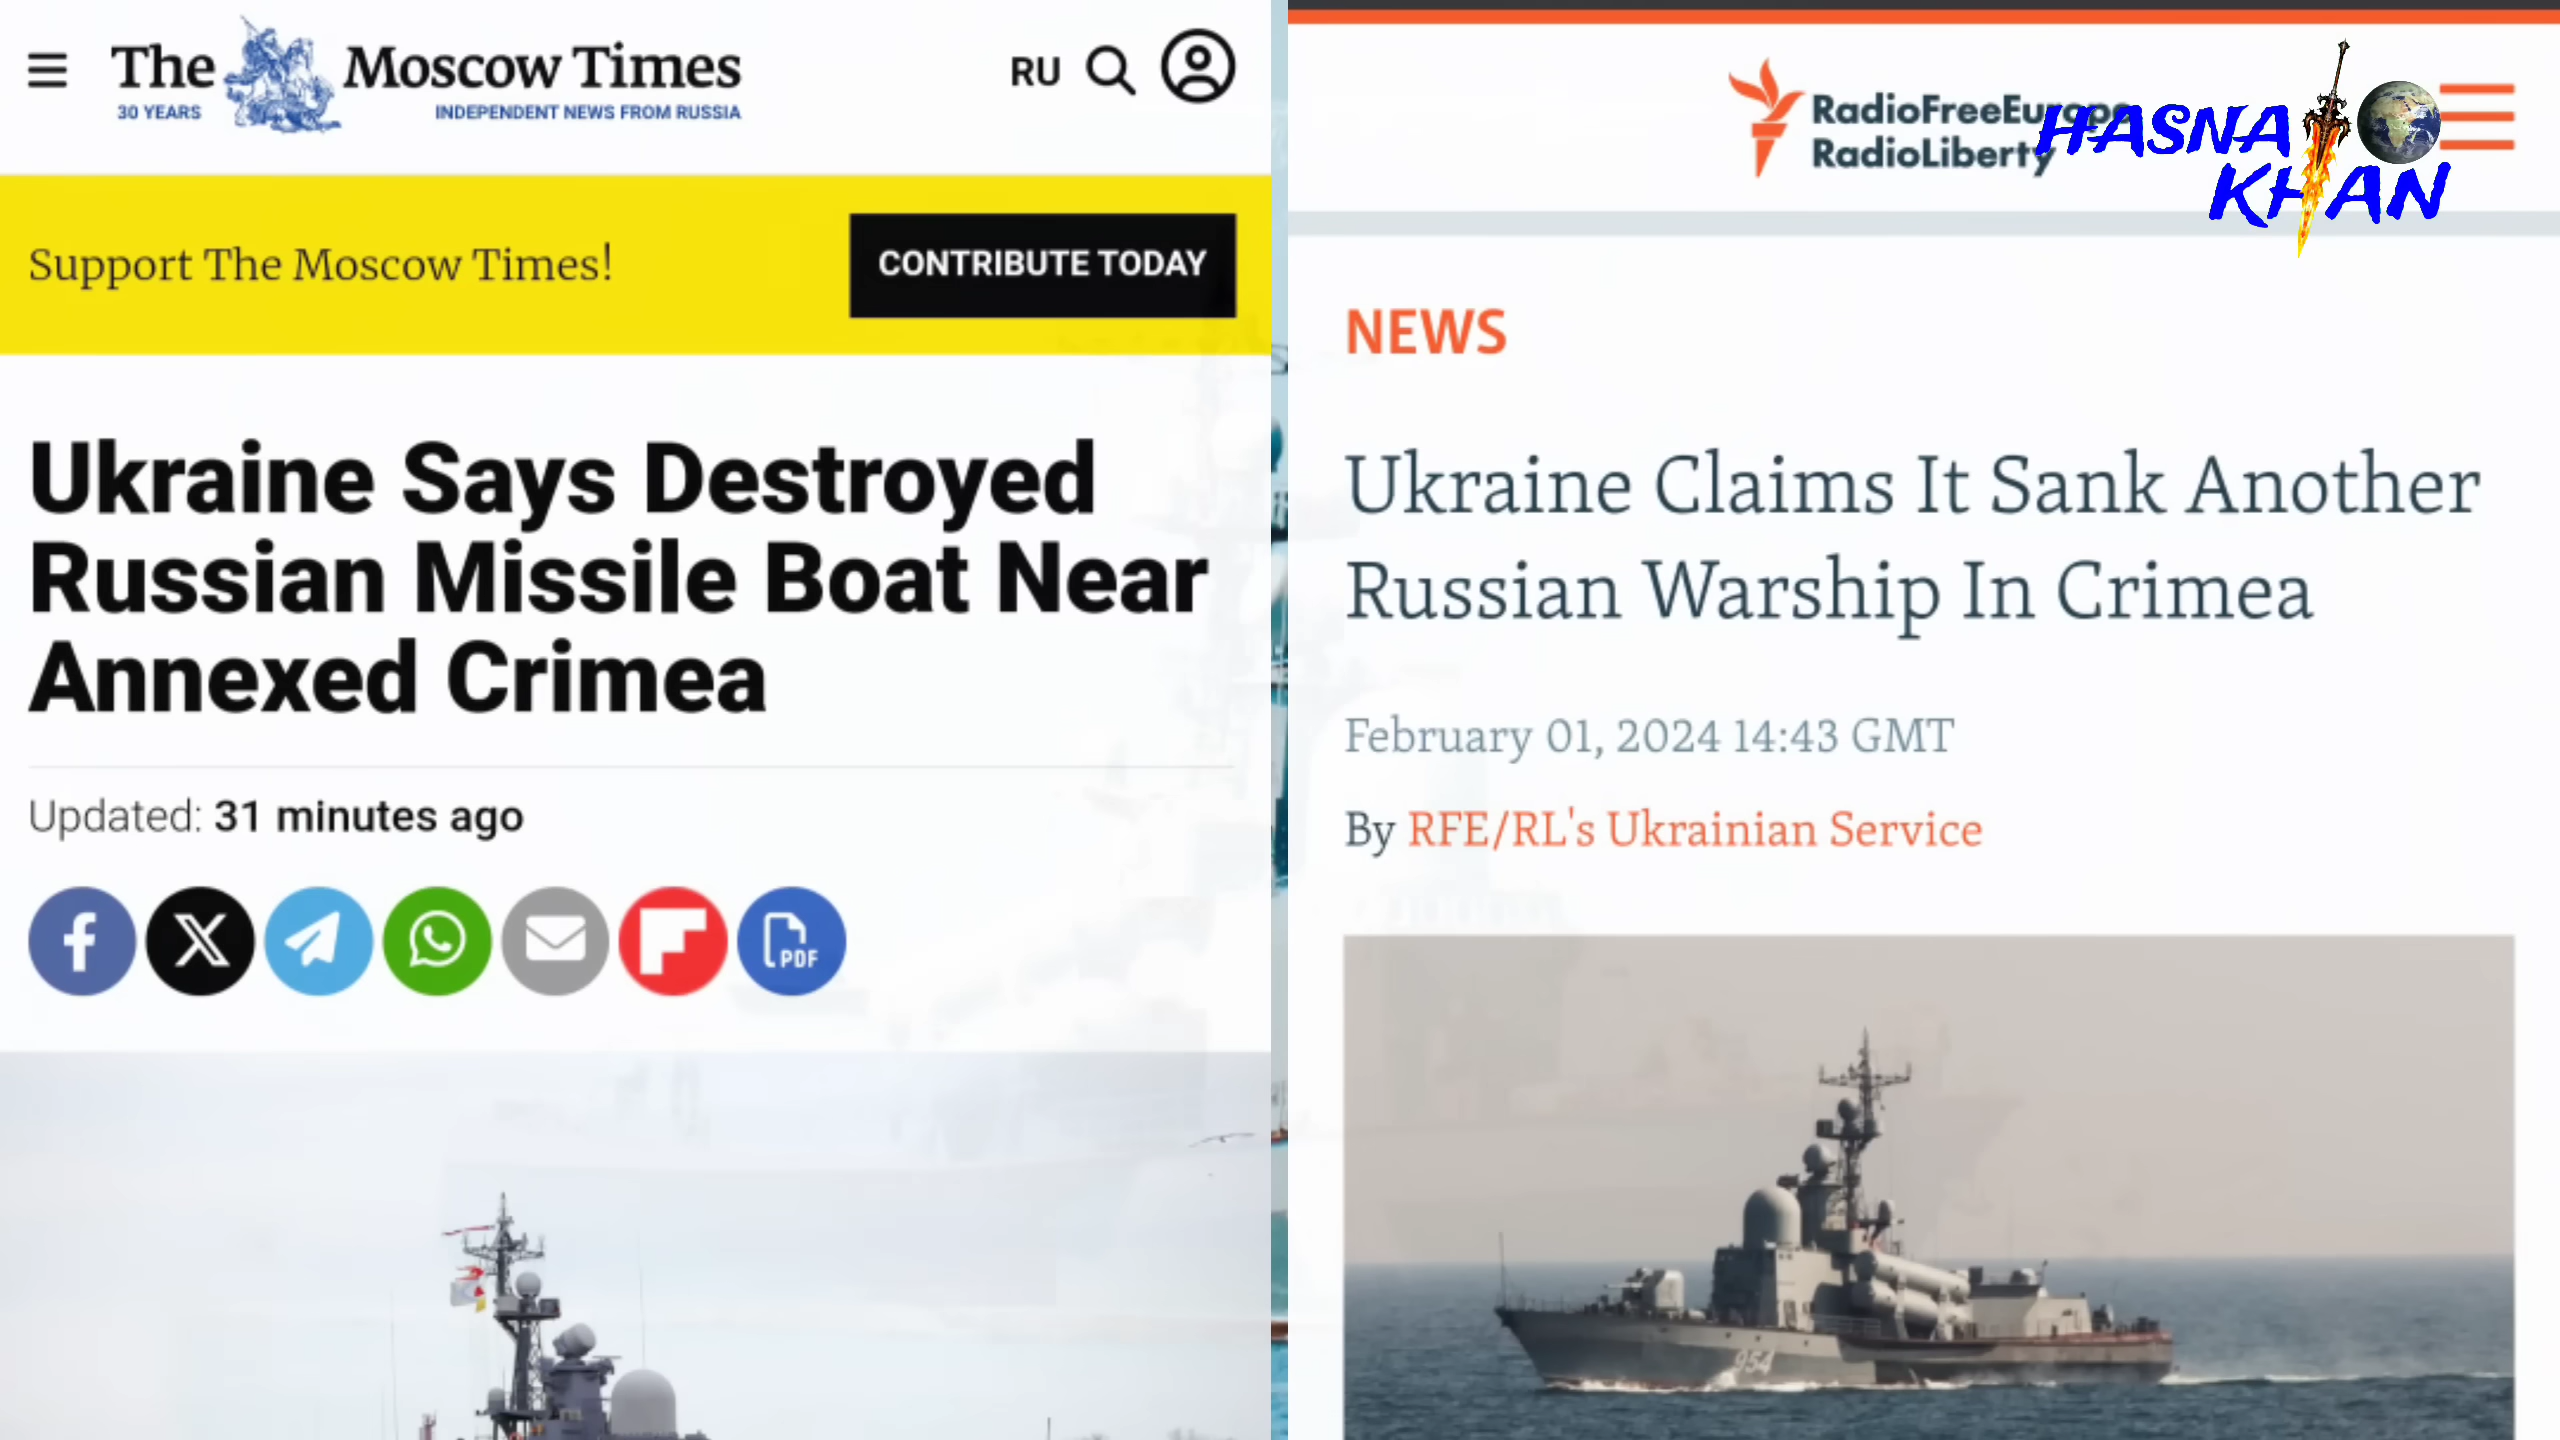 The Moscow Times
30 YEARS
INDEPENDENT NEWS FROM RUSSIA
RU
Support The Moscow Times!
CONTRIBUTE TODAY
Ukraine Says Destroyed
Russian Missile Boat Near
Annexed Crimea
Updated: 31 minutes ago
PDF
RadioFreeEurope
RadioLiberty
HASNA
KHAN
NEWS
Ukraine Claims It Sank Another
Russian Warship In Crimea
February 01, 2024 14:43 GMT
By RFE/RL's Ukrainian Service
954